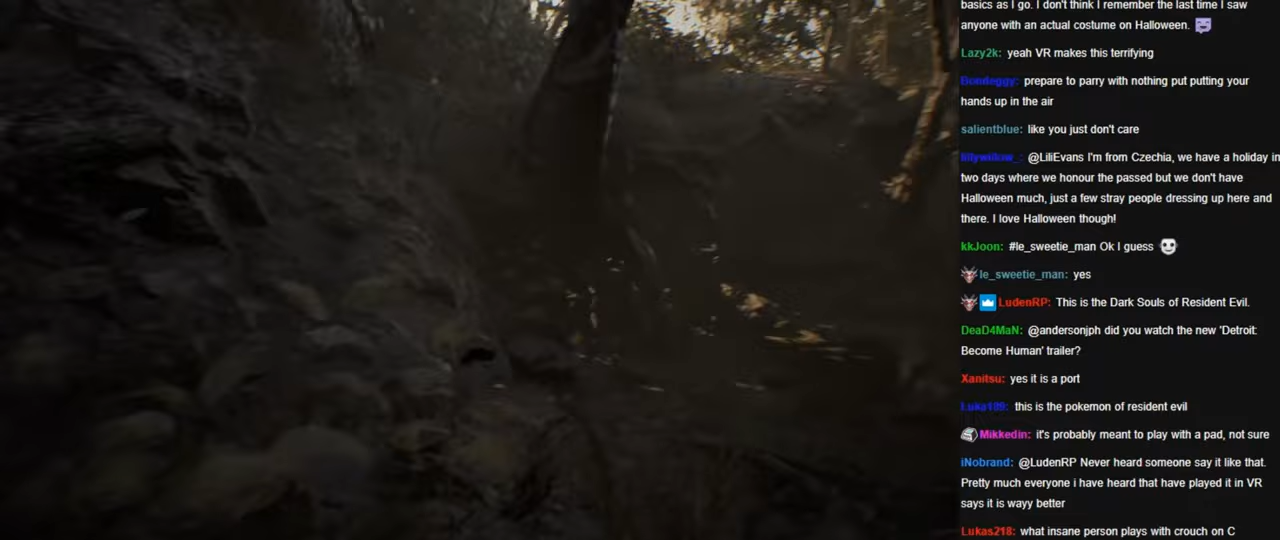 basics as I go. I don't think I remember the last time I saw
anyone with an actual costume on Halloween.
Lazy2k: yeah VR makes this terrifying
Bondeggy: prepare to parry with nothing put putting your
hands up in the air
salientblue: like you just don't care
@LiliEvans I'm from Czechia, we have a holiday in
two days where we honour the passed but we don't have
Halloween much, just a few stray people dressing up here and
there. I love Halloween though!
kkJoon: #le_sweetie_man Ok I guess
le_sweetie_man: yes
LudenRP: This is the Dark Souls of Resident Evil.
DeaD4MaN: @andersonjph did you watch the new 'Detroit:
Become Human' trailer?
Xanitsu: yes it is a port
Luka189: this is the pokemon of resident evil
Mikkedin: it's probably meant to play with a pad, not sure
iNobrand: @LudenRP Never heard someone say it like that.
Pretty much everyone i have heard that have played it in VR
says it is wayy better
Lukas218: what insane person plays with crouch on C